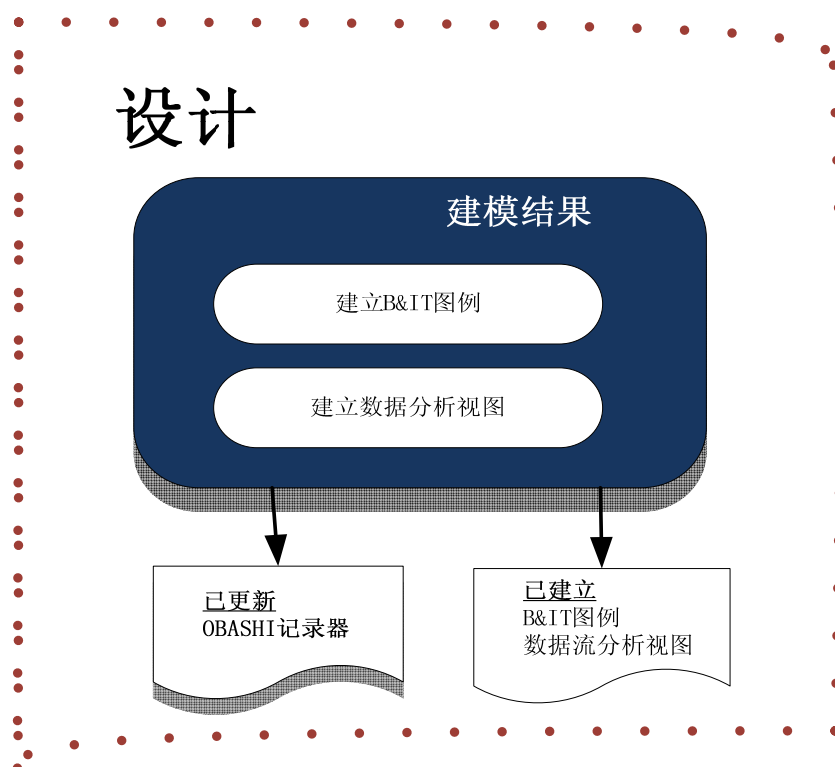 设计
建模结果
建立B&IT图例
建立数据分析视图
已更新
OBASHI记录器
已建立
B&IT图例
数据流分析视图